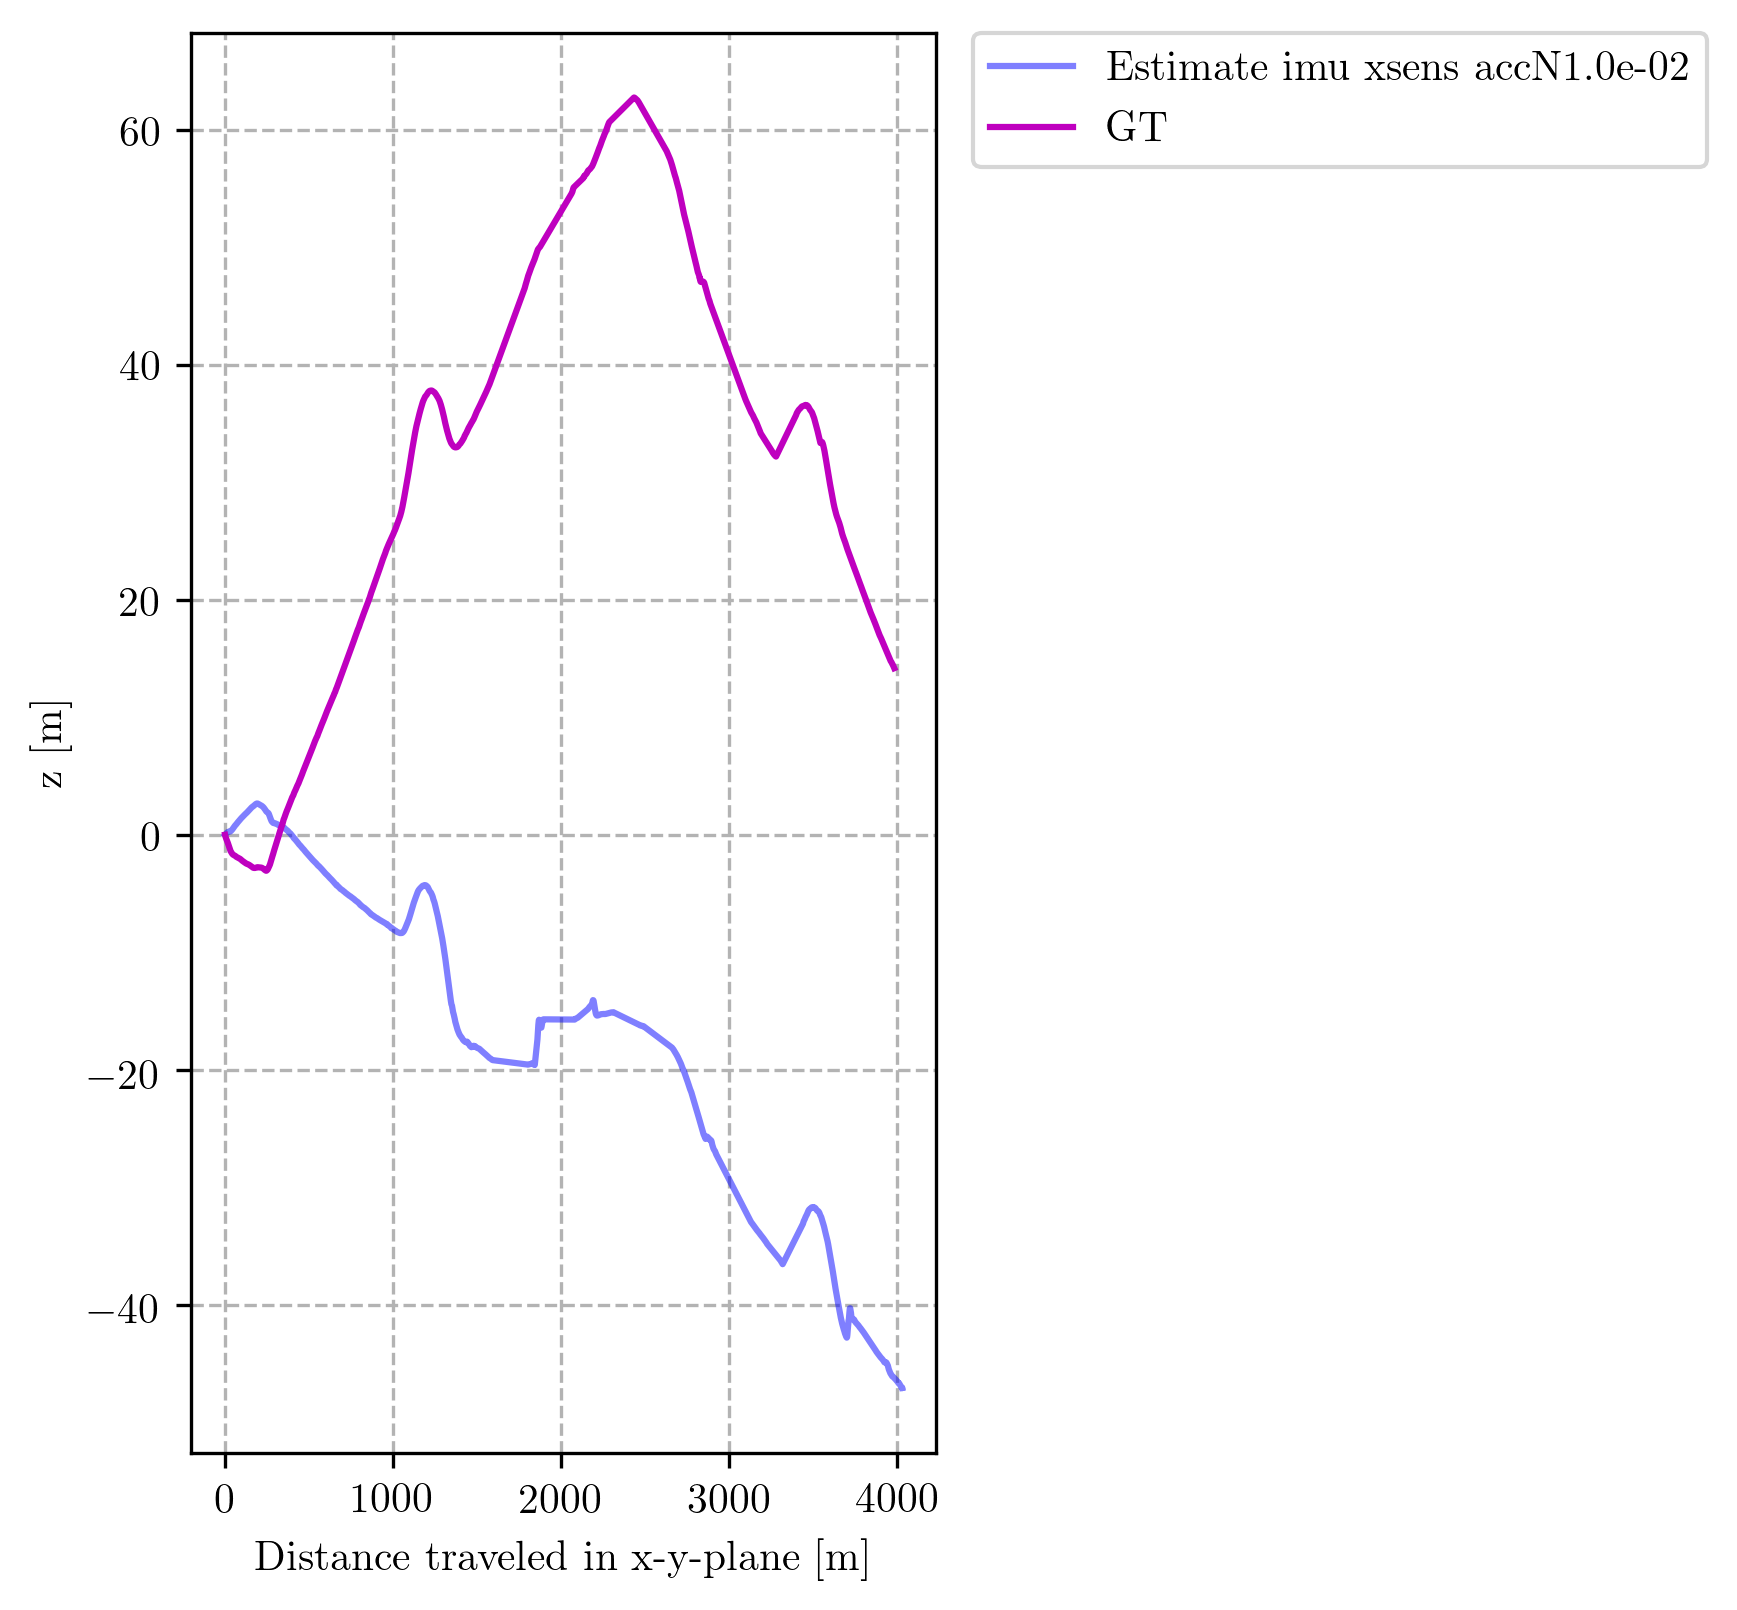 Estimate imu xsens accN1.0e-02
GT
60
40
20
0
−20
−40
z [m]
0 1000 2000 3000 4000
Distance traveled in x-y-plane [m]